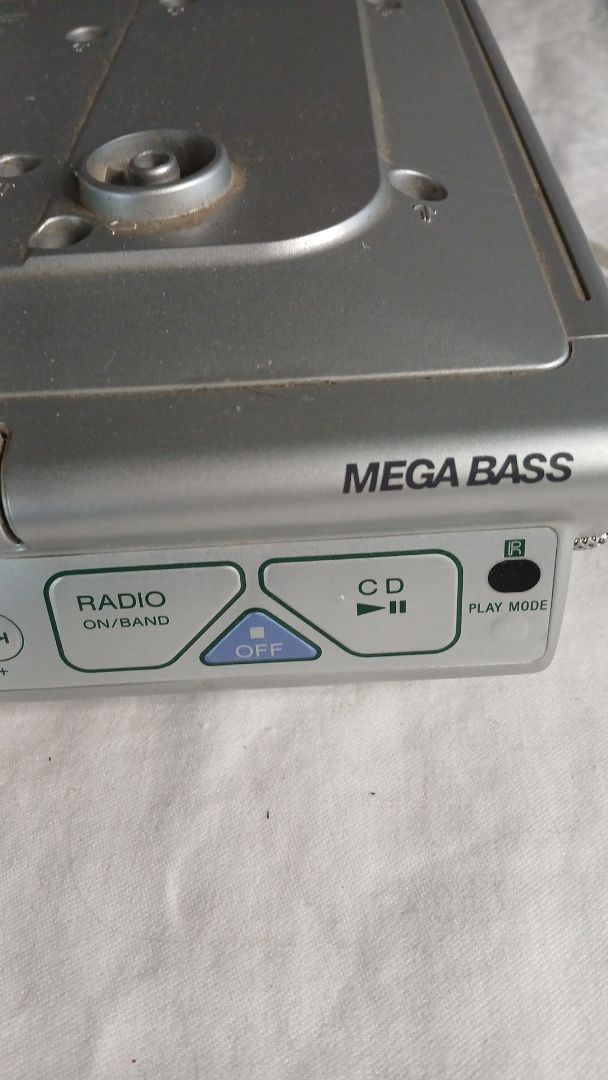 MEGA BASS
R
RADIO
ON/BAND
CD
OFF
PLAY MODE
+